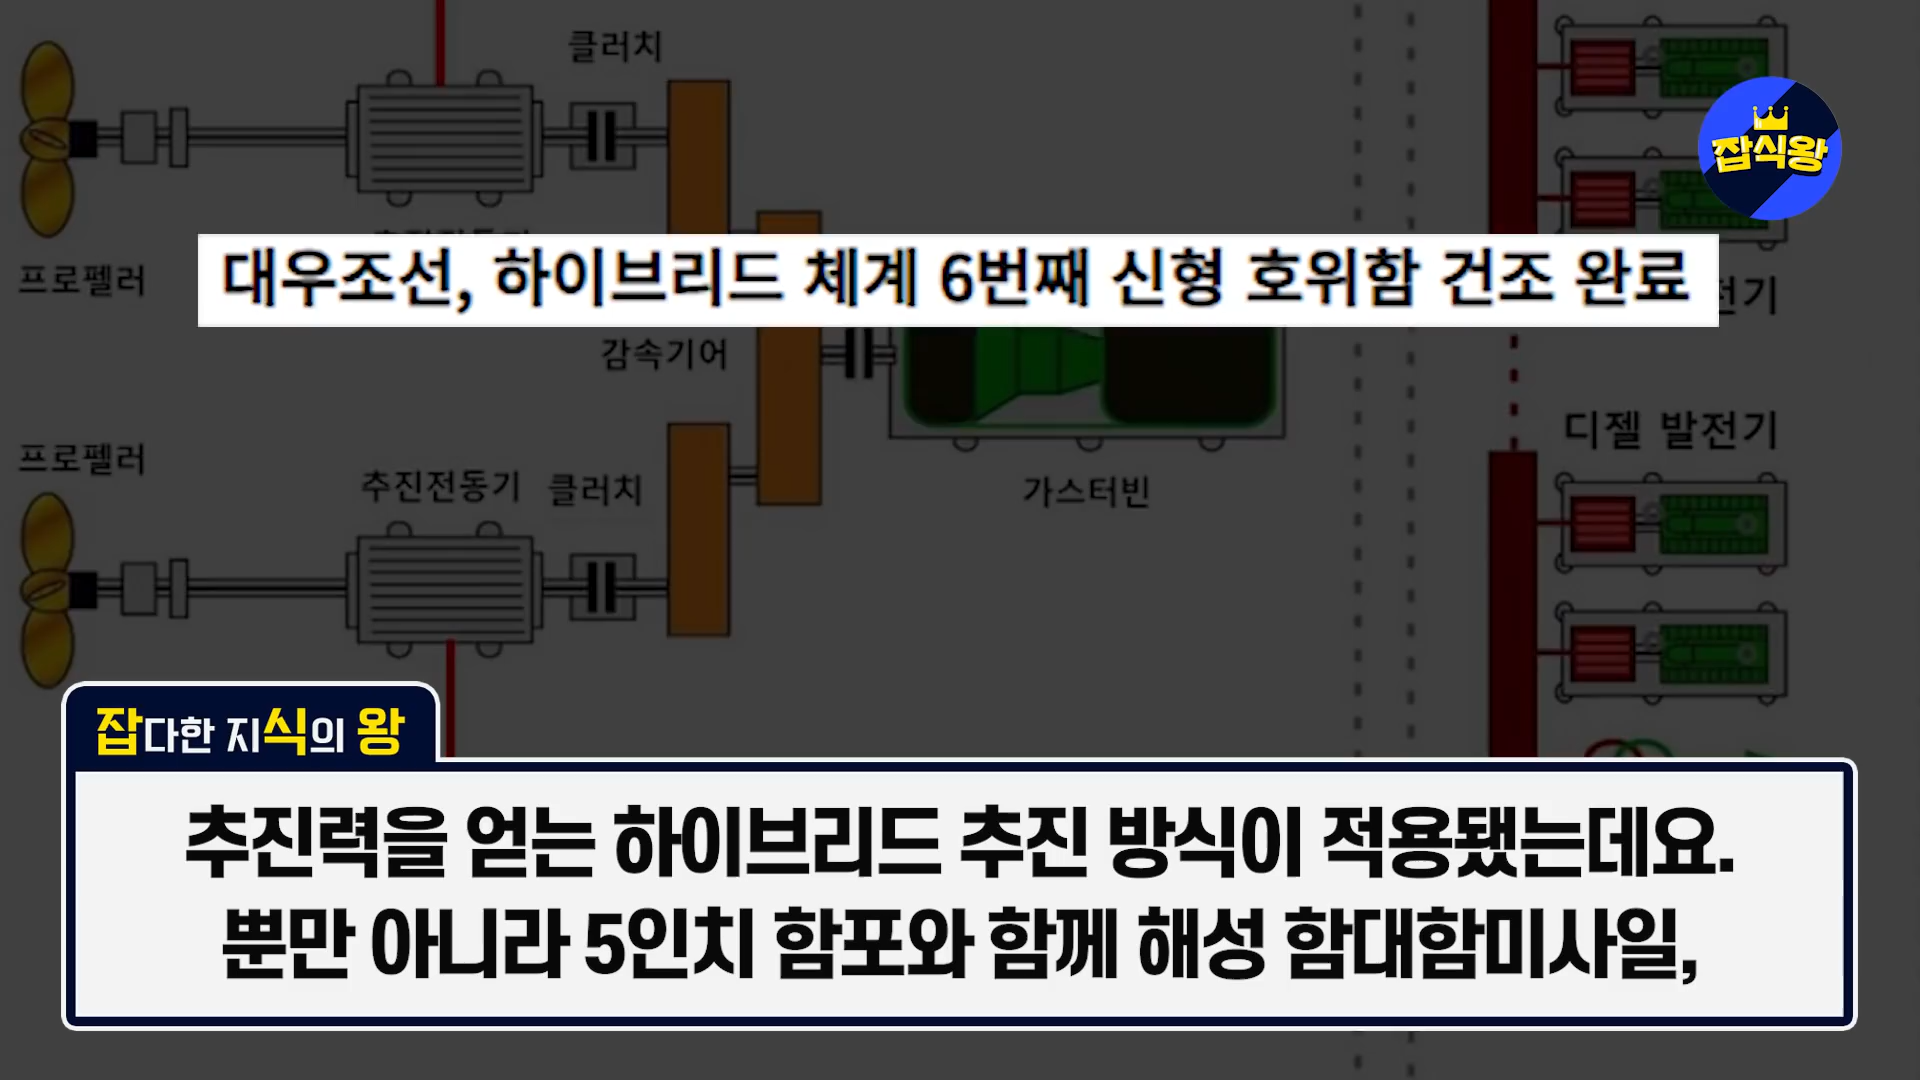 클러치
잡식왕
프로펠러
대우조선, 하이브리드 체계 6번째 신형 호위함 건조 완료
전기
감속기어
디젤 발전기
프로펠러
추진전동기
클러치
가스터빈
잡다한 지식의 왕
추진력을 얻는 하이브리드 추진 방식이 적용됐는데요.
뿐만 아니라 5인치 함포와 함께 해성 함대함미사일,